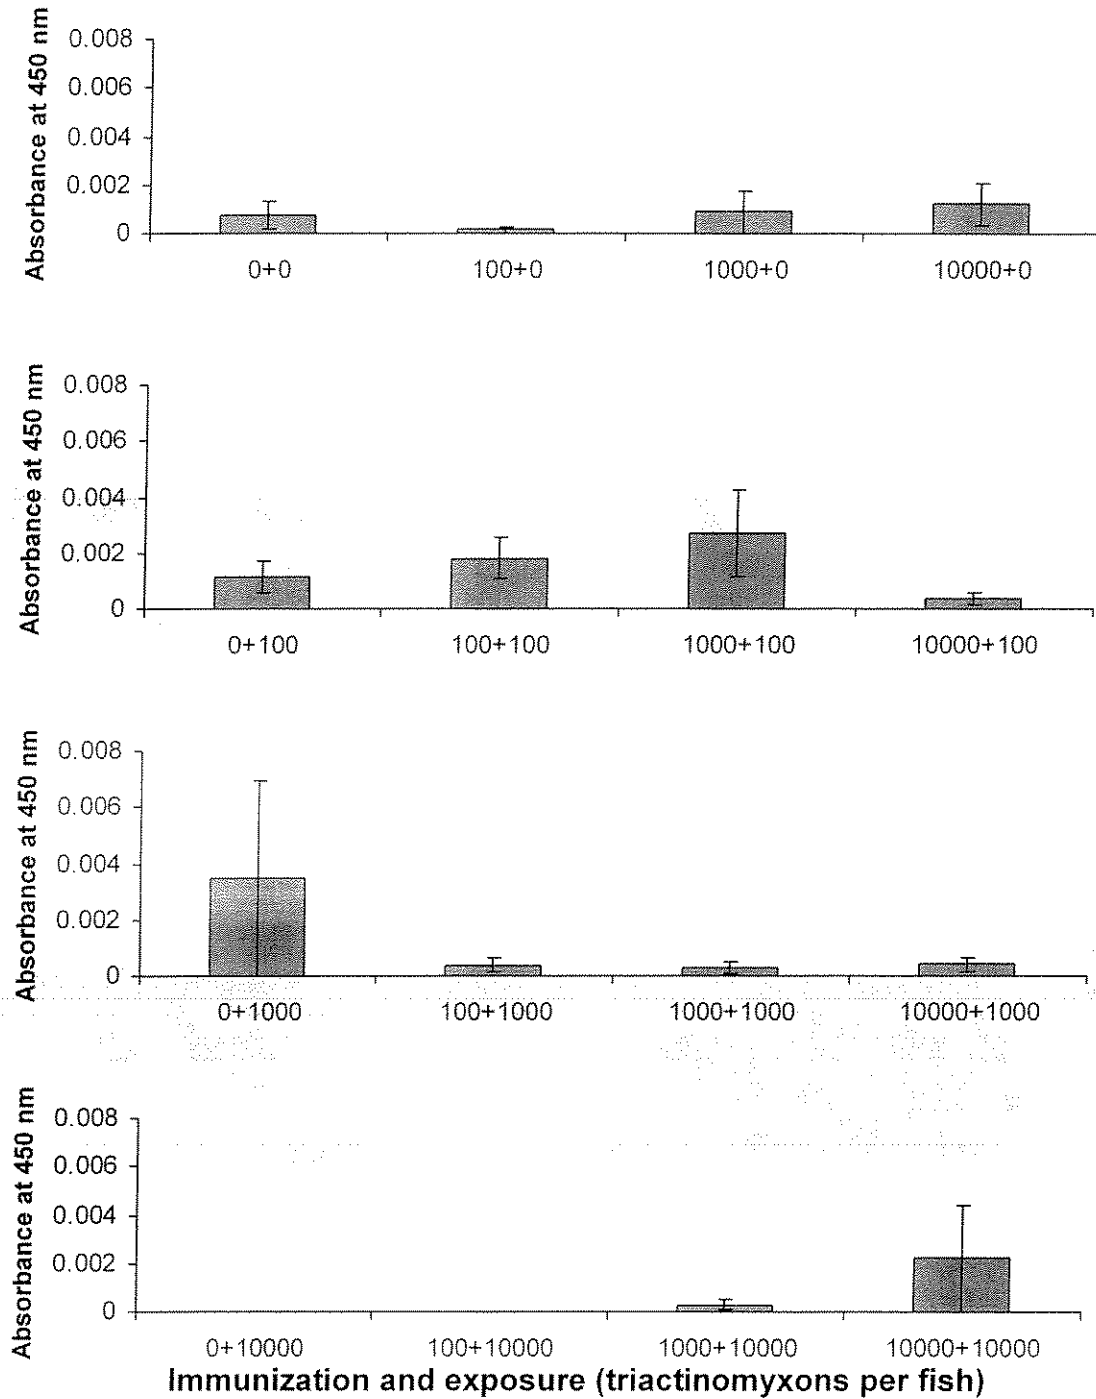 Absorbance at 450 nm
0.008
0.006
0.004
0.002
0
0+0 100+0 1000+0 10000+0
Absorbance at 450 nm
0.008
0.006
0.004
0.002
0
0+100 100+100 1000+100 10000+100
Absorbance at 450 nm
0.008
0.006
0.004
0.002
0
0+1000 100+1000 1000+1000 10000+1000
Absorbance at 450 nm
0.008
0.006
0.004
0.002
0
0+10000 100+10000 1000+10000 10000+10000
Immunization and exposure (triactinomyxons per fish)